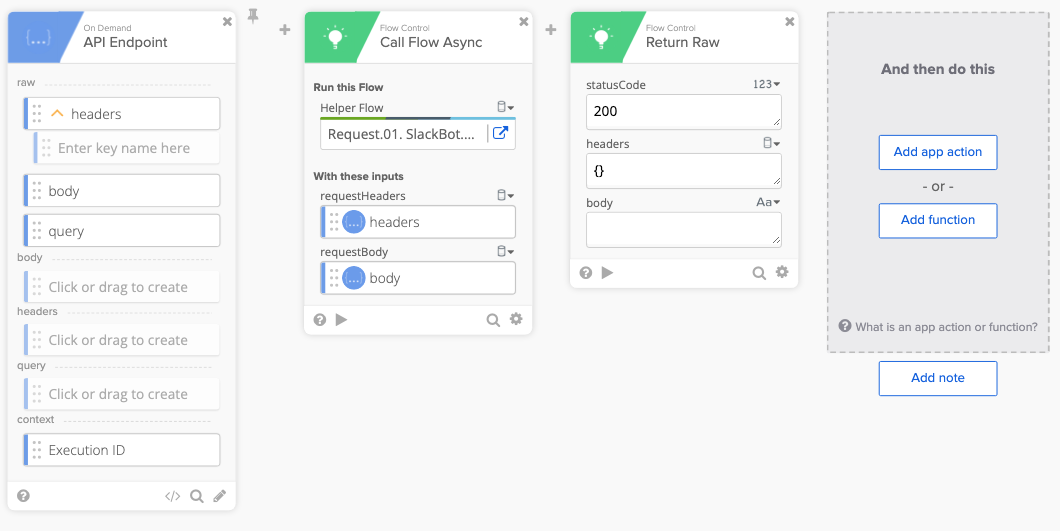 On Demand
API Endpoint
raw
headers
Enter key name here
body
query
body
Click or drag to create
headers
Click or drag to create
query
Click or drag to create
context
Execution ID
Flow Control
Call Flow Async
Run this Flow
Helper Flow
Request.01. SlackBot....
With these inputs
requestHeaders
headers
requestBody
body
Flow Control
Return Raw
statusCode 123
200
headers
{}
body Aa
And then do this
Add app action
- or -
Add function
What is an app action or function?
Add note